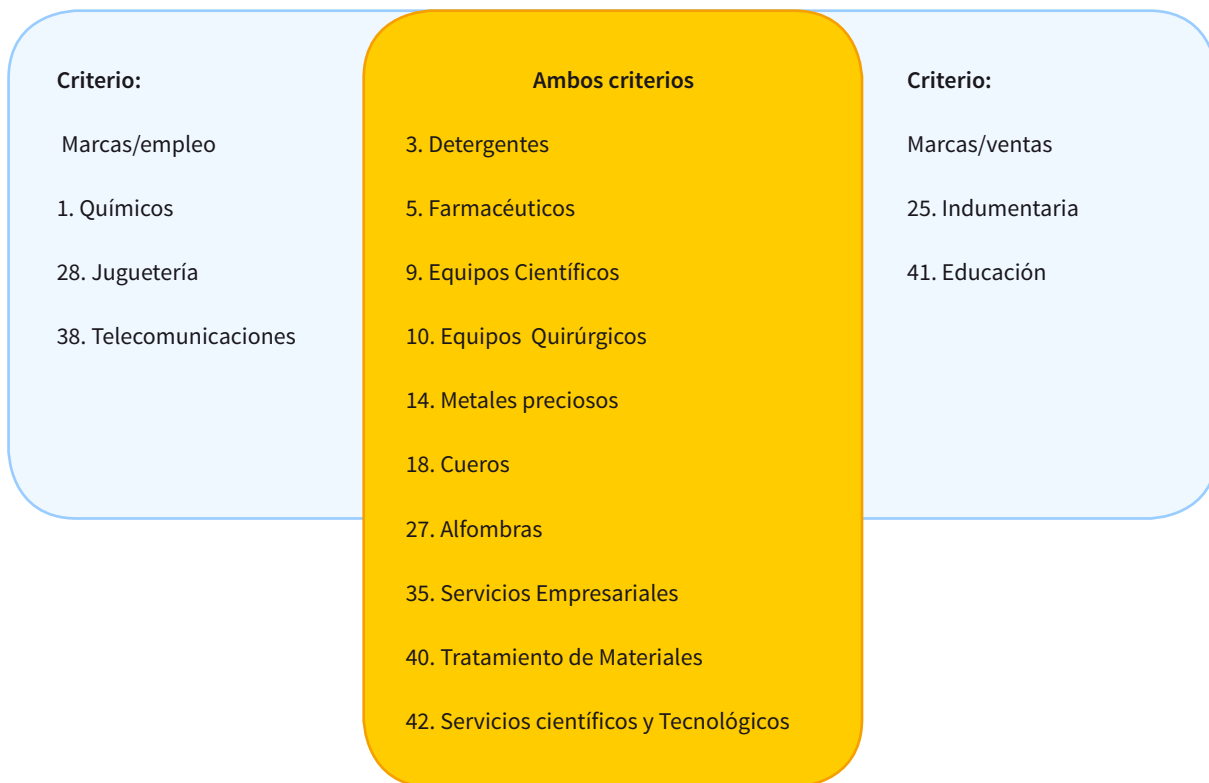 Criterio:
Marcas/empleo
1. Químicos
28. Juguetería
38. Telecomunicaciones
Ambos criterios
3. Detergentes
5. Farmacéuticos
9. Equipos Científicos
10. Equipos  Quirúrgicos
14. Metales preciosos
18. Cueros
27. Alfombras
35. Servicios Empresariales
40. Tratamiento de Materiales
42. Servicios científicos y Tecnológicos
Criterio:
Marcas/ventas
25. Indumentaria
41. Educación